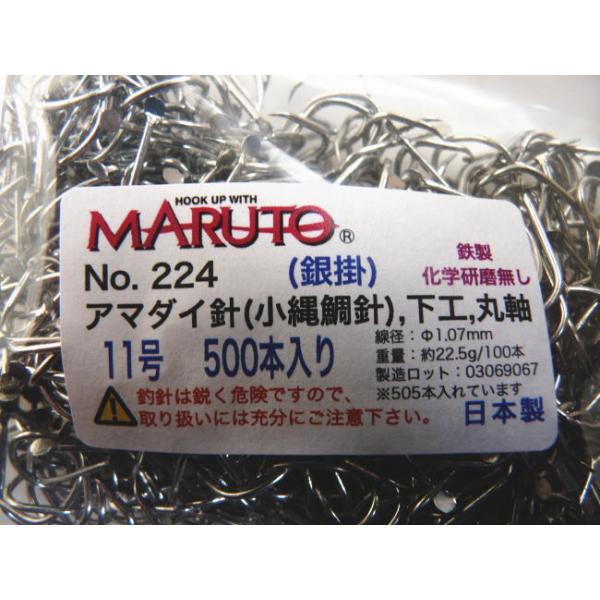 HOOK UP WITH
MARUTO®
No. 224 (銀掛)
鉄製
化学研磨無し
アマダイ針(小縄鯛針),下工,丸軸
11号 500本入り
線径：Φ1.07mm
重量：約22.5g/100本
製造ロット：03069067
※505本入れています
釣針は鋭く危険ですので、
取り扱いには充分にご注意下さい。
日本製